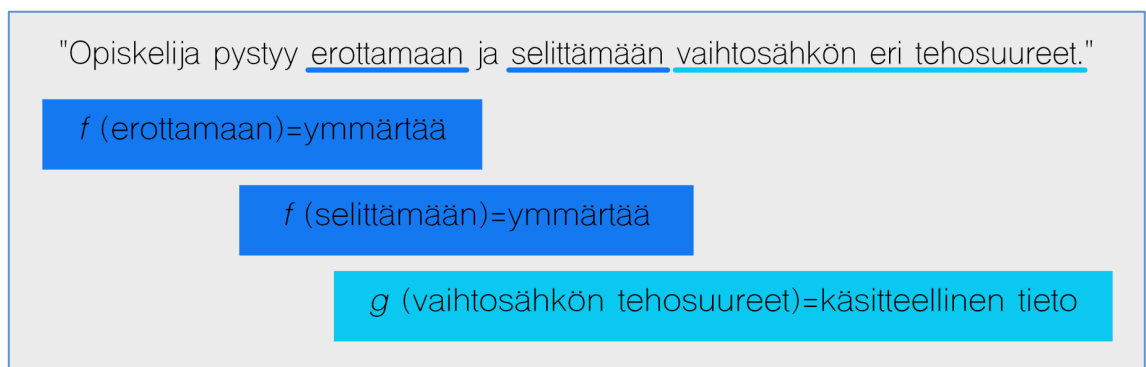 "Opiskelija pystyy erottamaan ja selittämään vaihtosähkön eri tehosuureet."
f (erottamaan)=ymmärtää
f (selittämään)=ymmärtää
g (vaihtosähkön tehosuureet)=käsitteellinen tieto